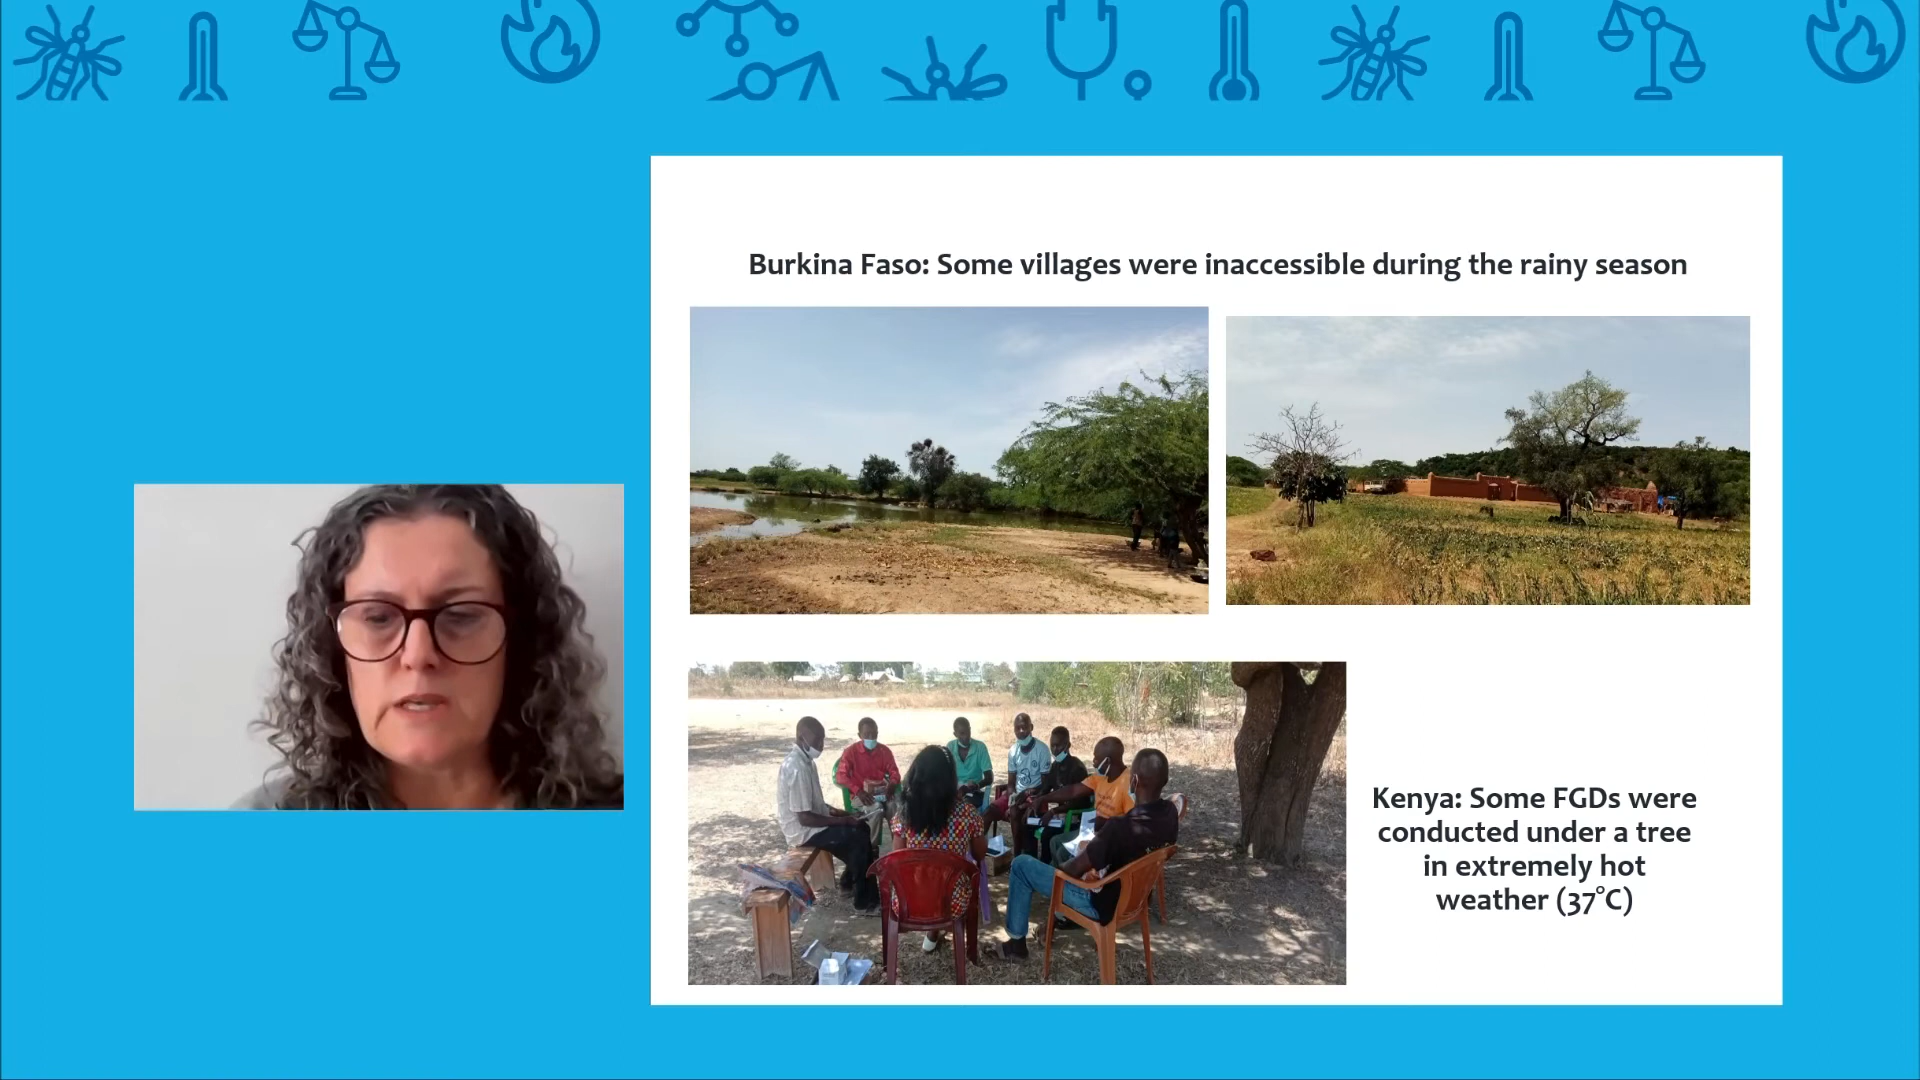 Burkina Faso: Some villages were inaccessible during the rainy season
Kenya: Some FGDs were
conducted under a tree
in extremely hot
weather (37°C)